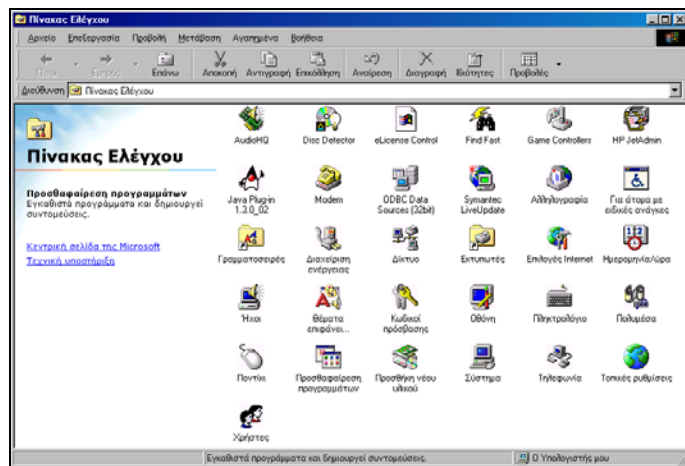 Πίνακας Ελέγχου
Αρχείο Επεξεργασία Προβολή Μετάβαση Αγαπημένα Βοήθεια
Πίσω Εμπρός Επάνω Αποκοπή Αντιγραφή Επικόλληση Αναίρεση Διαγραφή Ιδιότητες Προβολές
Διεύθυνση Πίνακας Ελέγχου
Πίνακας Ελέγχου
Προσθαφαίρεση προγραμμάτων
Εγκαθιστά προγράμματα και δημιουργεί
συντομεύσεις.
Κεντρική σελίδα της Microsoft
Τεχνική υποστήριξη
AudioHQ
Disc Detector
eLicense Control
Find Fast
Game Controllers
HP JetAdmin
Java Plug-in
1.3.0_02
Modem
ODBC Data
Sources (32bit)
Symantec
LiveUpdate
Αλληλογραφία
Για άτομα με
ειδικές ανάγκες
Γραμματοσειρές
Διαχείριση
ενέργειας
Δίκτυο
Εκτυπωτές
Επιλογές Internet
Ημερομηνία/ώρα
Ήχοι
Θέματα
επιφάνει...
Κωδικοί
πρόσβασης
Οθόνη
Πληκτρολόγιο
Πολυμέσα
Ποντίκι
Προσθαφαίρεση
προγραμμάτων
Προσθήκη νέου
υλικού
Σύστημα
Τηλεφωνία
Τοπικές ρυθμίσεις
Χρήστες
Εγκαθιστά προγράμματα και δημιουργεί συντομεύσεις.
Ο Υπολογιστής μου